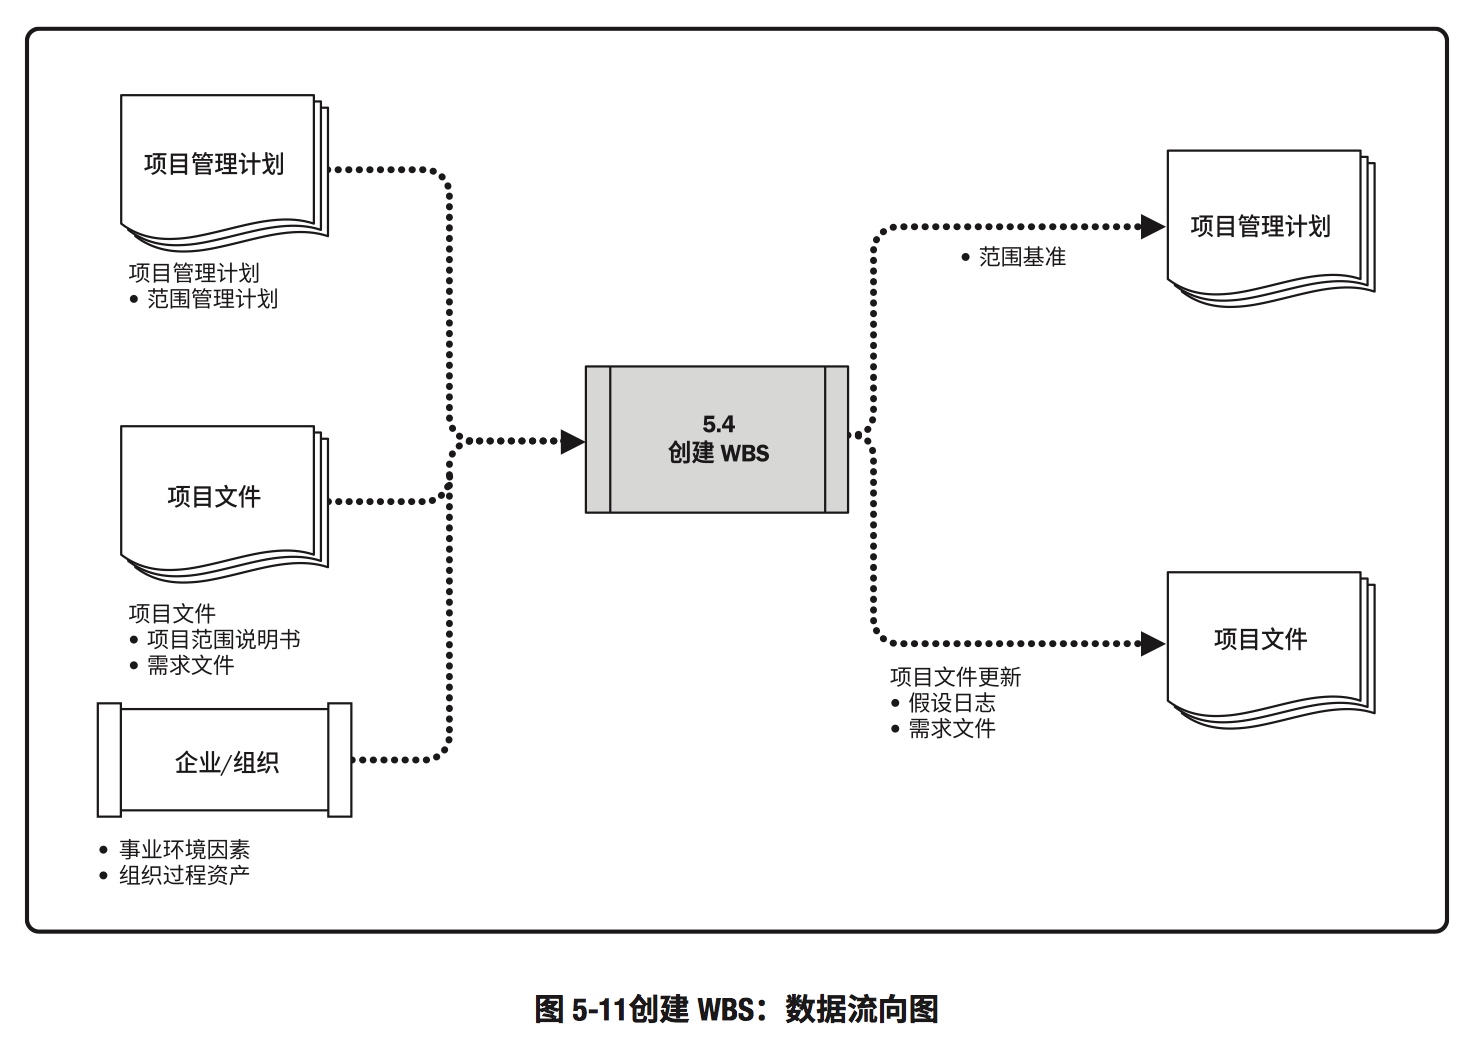 项目管理计划
项目管理计划
● 范围管理计划
项目文件
项目文件
● 项目范围说明书
● 需求文件
企业/组织
● 事业环境因素
● 组织过程资产
5.4
创建 WBS
● 范围基准
项目管理计划
项目文件更新
● 假设日志
● 需求文件
项目文件
图 5-11创建 WBS：数据流向图